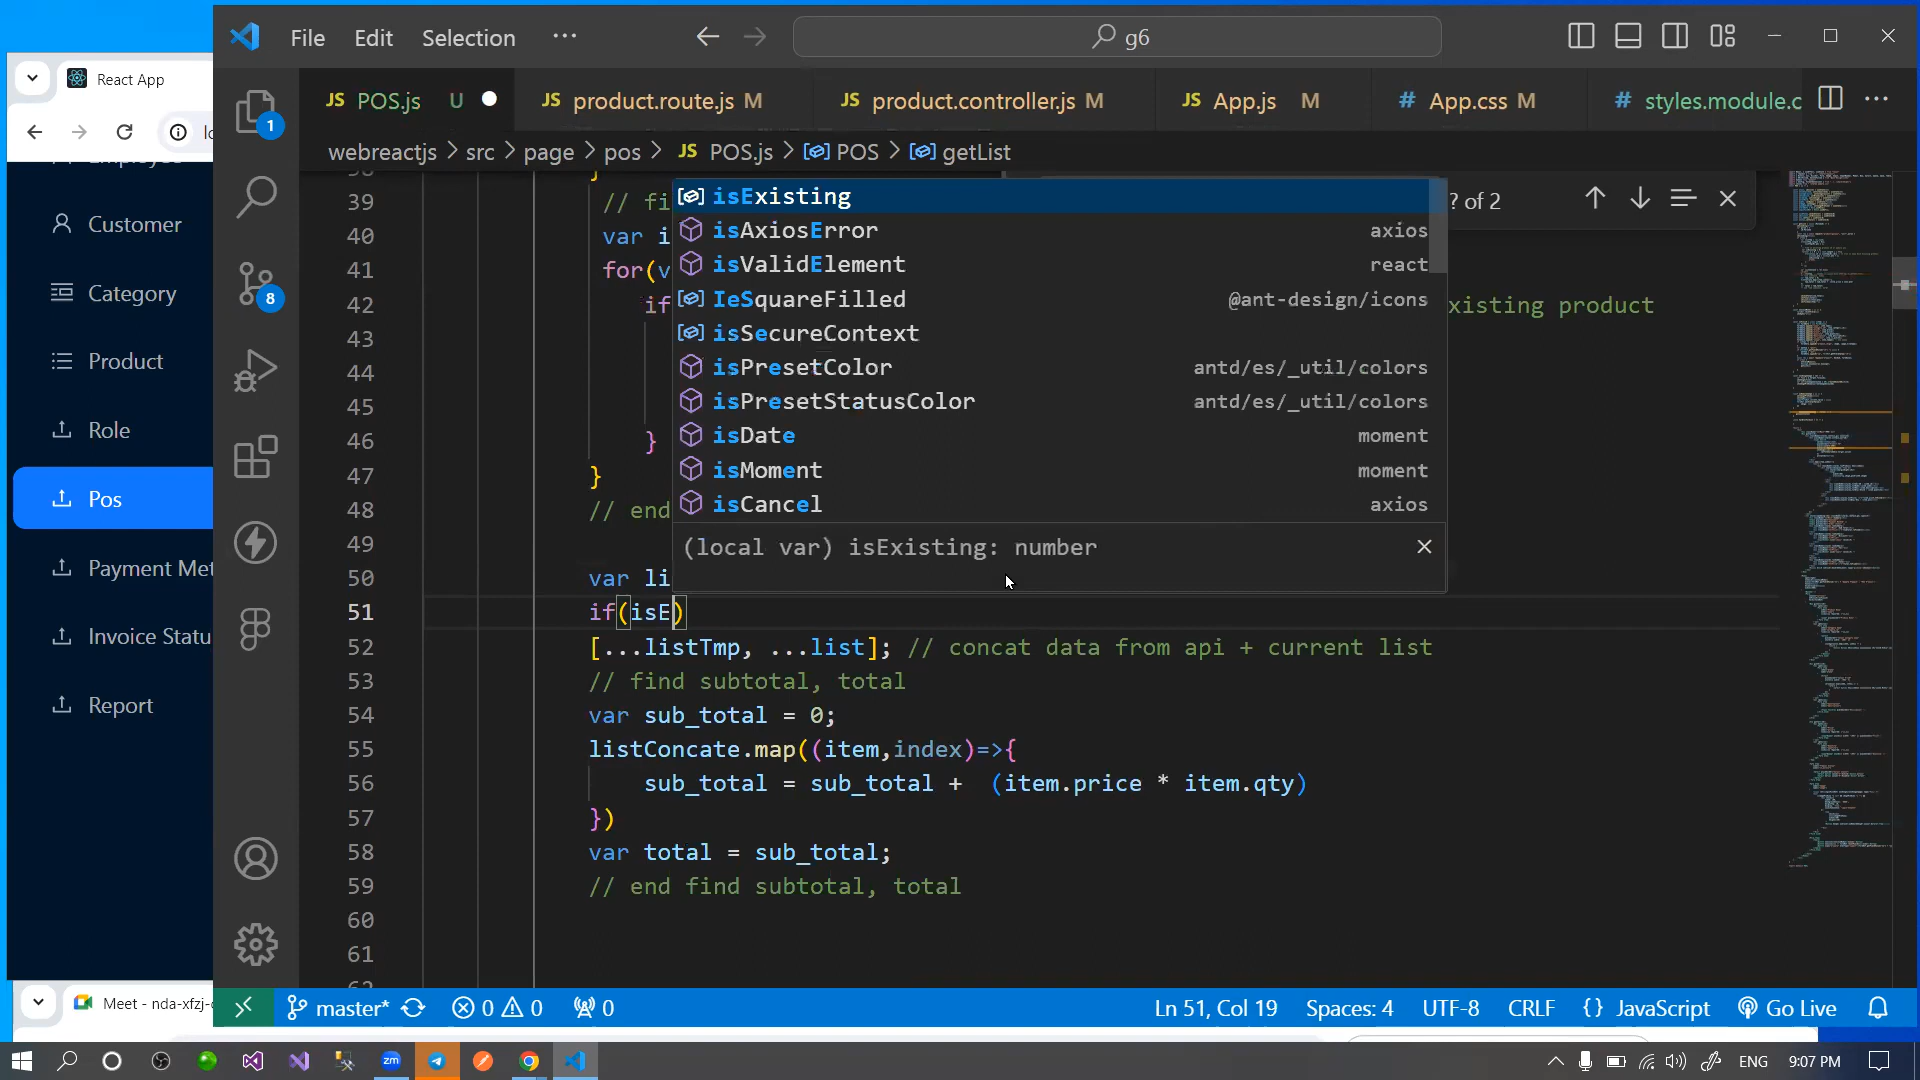 File Edit Selection ··· g6
React App
JS POS.js U
JS product.route.js M
JS product.controller.js M
JS App.js M
# App.css M
# styles.module.c
webreactjs > src > page > pos > JS POS.js > POS > getList
Customer
Category
Product
Role
Pos
Payment Met
Invoice Statu
Report
1
8
39 // fi
40 var i
41 for(v
42 if xisting product
43
44
45
46 }
47 }
48 // end
49
50 var li
51 if(isE)
52 [...listTmp, ...list]; // concat data from api + current list
53 // find subtotal, total
54 var sub_total = 0;
55 listConcate.map((item,index)=>{
56 sub_total = sub_total + (item.price * item.qty)
57 })
58 var total = sub_total;
59 // end find subtotal, total
60
61
isExisting
isAxiosError axios
isValidElement react
IeSquareFilled @ant-design/icons
isSecureContext
isPresetColor antd/es/_util/colors
isPresetStatusColor antd/es/_util/colors
isDate moment
isMoment moment
isCancel axios
(local var) isExisting: number
? of 2
Meet - nda-xfzj-
master* 0 0 0 Ln 51, Col 19 Spaces: 4 UTF-8 CRLF {} JavaScript Go Live
zm
ENG 9:07 PM